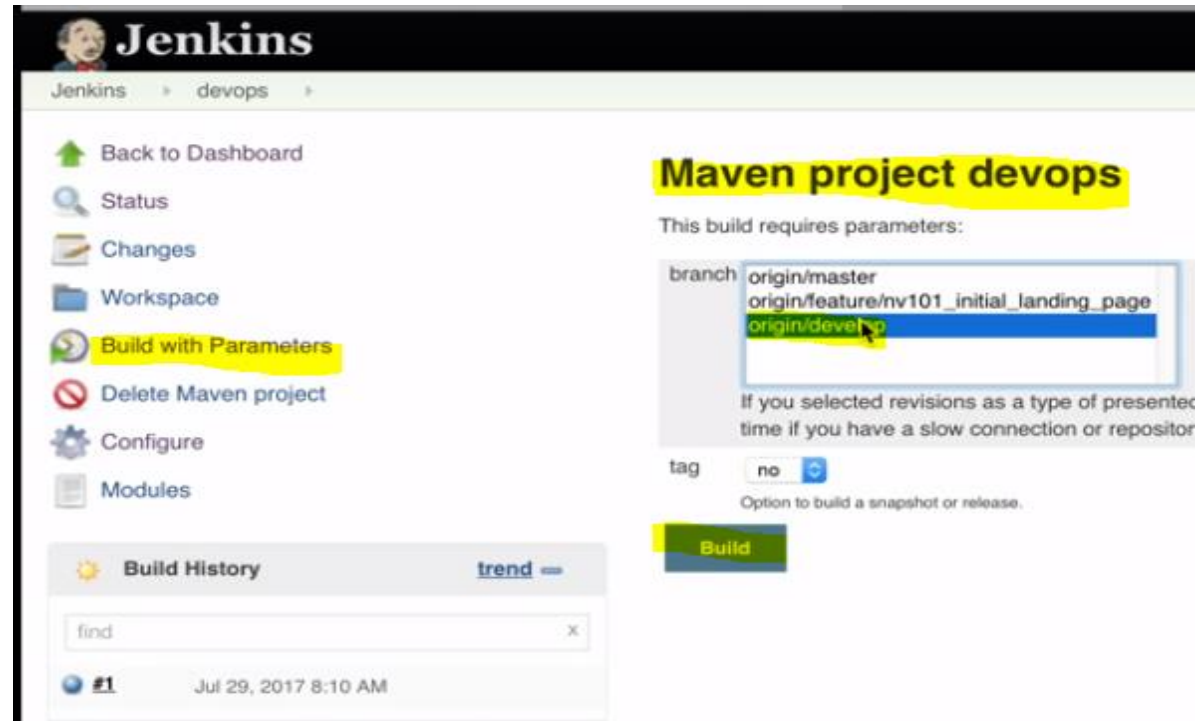 Jenkins
Jenkins devops
Back to Dashboard
Status
Changes
Workspace
Build with Parameters
Delete Maven project
Configure
Modules
Build History trend
find x
#1 Jul 29, 2017 8:10 AM
Maven project devops
This build requires parameters:
branch
origin/master
origin/feature/nv101_initial_landing_page
origin/develop
If you selected revisions as a type of presented
time if you have a slow connection or repositor
tag no
Option to build a snapshot or release.
Build